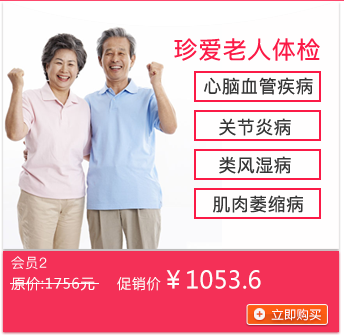 珍爱老人体检
心脑血管疾病
关节炎病
类风湿病
肌肉萎缩病
会员2
原价:1756元 促销价 ¥1053.6
立即购买